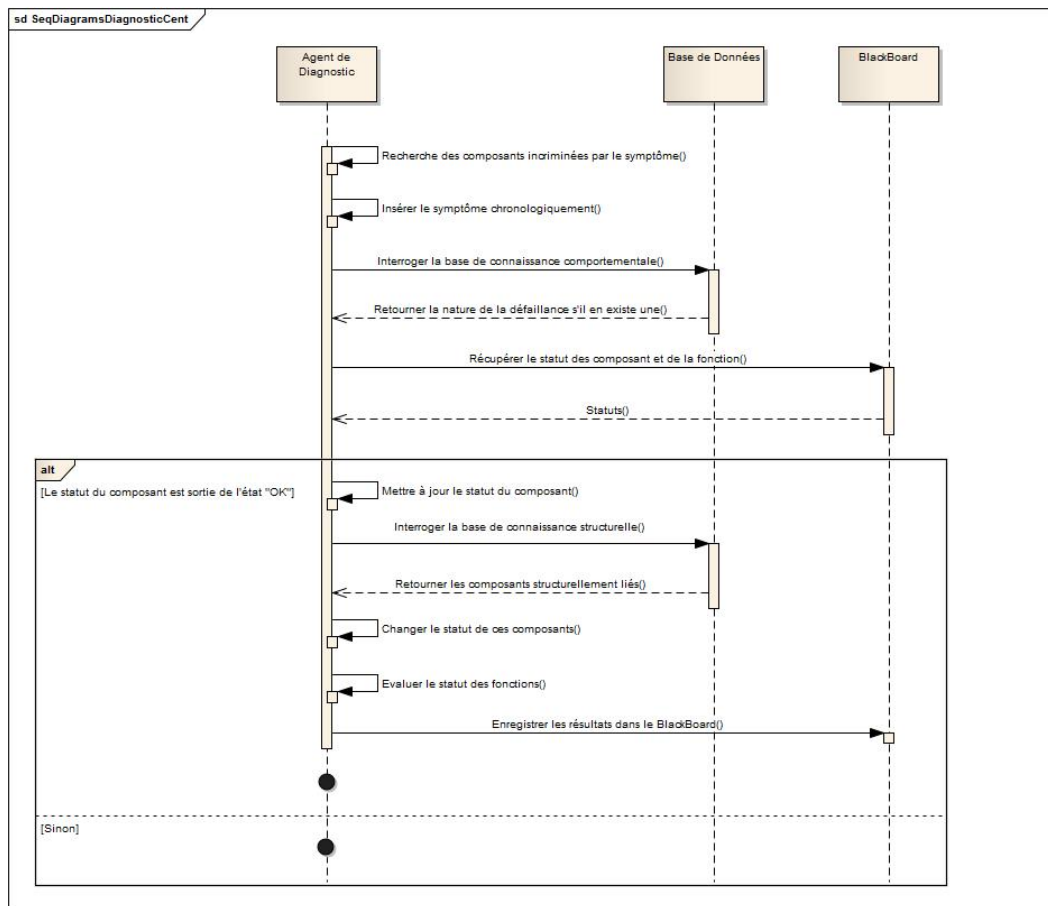 sd SeqDiagramsDiagnosticCent
Agent de
Diagnostic
Base de Données
BlackBoard
Recherche des composants incriminées par le symptôme()
Insérer le symptôme chronologiquement()
Interroger la base de connaissance comportementale()
Retourner la nature de la défaillance s'il en existe une()
Récupérer le statut des composant et de la fonction()
Statuts()
alt
[Le statut du composant est sortie de l'état "OK"]
Mettre à jour le statut du composant()
Interroger la base de connaissance structurelle()
Retourner les composants structurellement liés()
Changer le statut de ces composants()
Evaluer le statut des fonctions()
Enregistrer les résultats dans le BlackBoard()
[Sinon]